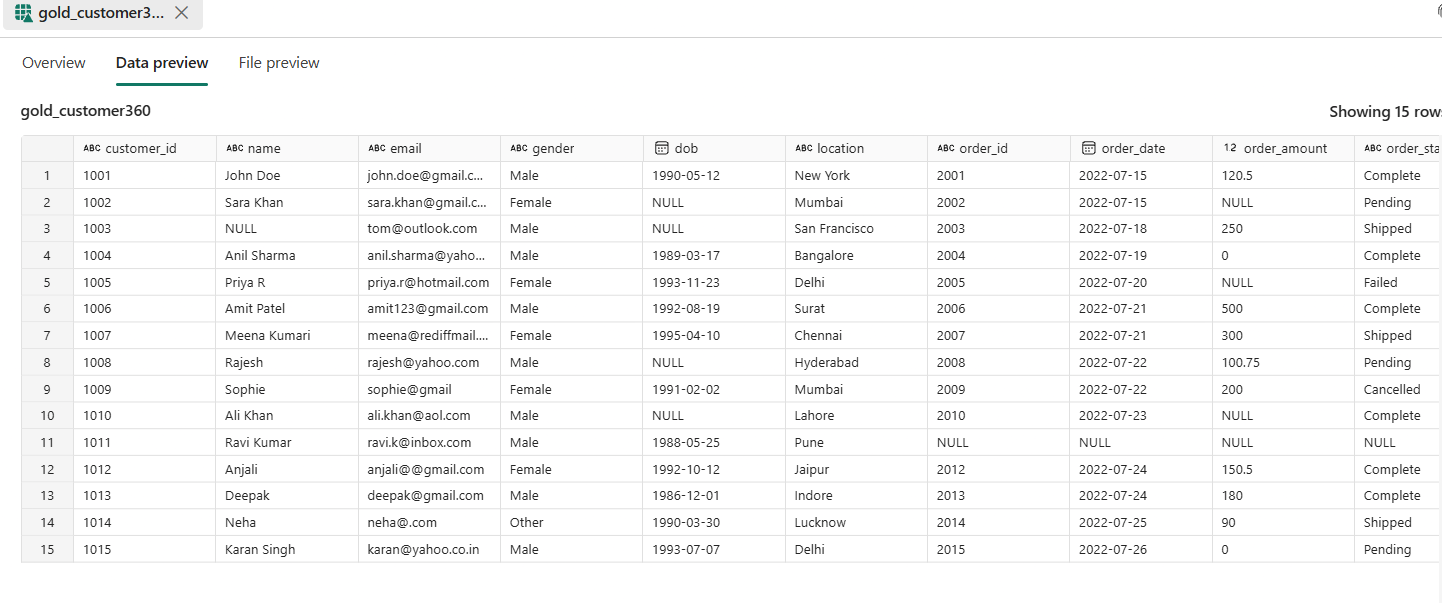 gold_customer3...
Overview Data preview File preview
gold_customer360 Showing 15 rows
ABC customer_id ABC name ABC email ABC gender dob ABC location ABC order_id order_date 12 order_amount ABC order_sta
1 1001 John Doe john.doe@gmail.c... Male 1990-05-12 New York 2001 2022-07-15 120.5 Complete
2 1002 Sara Khan sara.khan@gmail.c... Female NULL Mumbai 2002 2022-07-15 NULL Pending
3 1003 NULL tom@outlook.com Male NULL San Francisco 2003 2022-07-18 250 Shipped
4 1004 Anil Sharma anil.sharma@yaho... Male 1989-03-17 Bangalore 2004 2022-07-19 0 Complete
5 1005 Priya R priya.r@hotmail.com Female 1993-11-23 Delhi 2005 2022-07-20 NULL Failed
6 1006 Amit Patel amit123@gmail.com Male 1992-08-19 Surat 2006 2022-07-21 500 Complete
7 1007 Meena Kumari meena@rediffmail.... Female 1995-04-10 Chennai 2007 2022-07-21 300 Shipped
8 1008 Rajesh rajesh@yahoo.com Male NULL Hyderabad 2008 2022-07-22 100.75 Pending
9 1009 Sophie sophie@gmail Female 1991-02-02 Mumbai 2009 2022-07-22 200 Cancelled
10 1010 Ali Khan ali.khan@aol.com Male NULL Lahore 2010 2022-07-23 NULL Complete
11 1011 Ravi Kumar ravi.k@inbox.com Male 1988-05-25 Pune NULL NULL NULL NULL
12 1012 Anjali anjali@@gmail.com Female 1992-10-12 Jaipur 2012 2022-07-24 150.5 Complete
13 1013 Deepak deepak@gmail.com Male 1986-12-01 Indore 2013 2022-07-24 180 Complete
14 1014 Neha neha@.com Other 1990-03-30 Lucknow 2014 2022-07-25 90 Shipped
15 1015 Karan Singh karan@yahoo.co.in Male 1993-07-07 Delhi 2015 2022-07-26 0 Pending